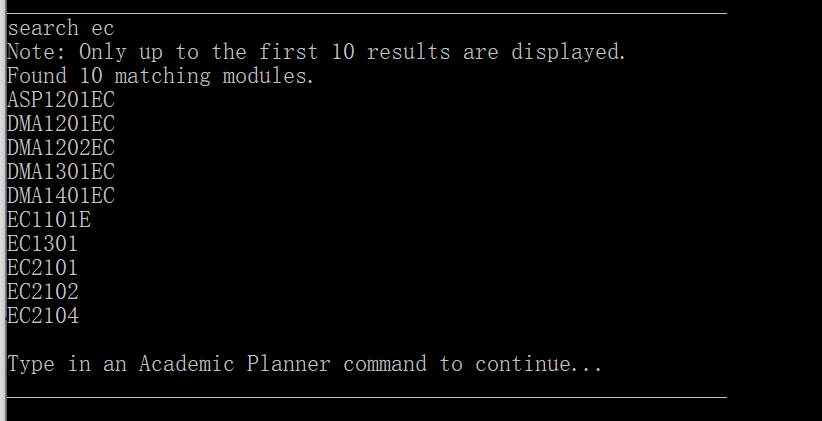 search ec
Note: Only up to the first 10 results are displayed.
Found 10 matching modules.
ASP1201EC
DMA1201EC
DMA1202EC
DMA1301EC
DMA1401EC
EC1101E
EC1301
EC2101
EC2102
EC2104
Type in an Academic Planner command to continue...